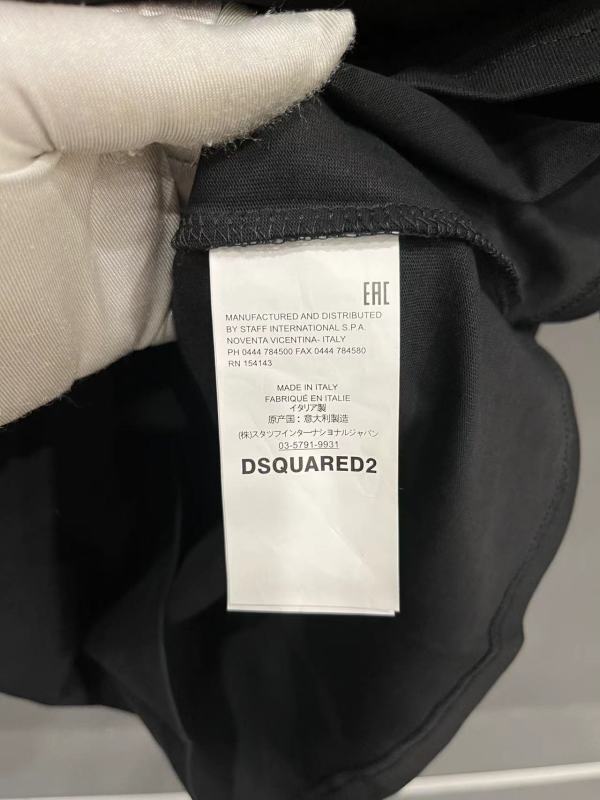 EAC
MANUFACTURED AND DISTRIBUTED
BY STAFF INTERNATIONAL S.P.A.
NOVENTA VICENTINA- ITALY
PH 0444 784500 FAX 0444 784580
RN 154143
MADE IN ITALY
FABRIQUÉ EN ITALIE
イタリア製
原产国：意大利製造
(株)スタッフインターナショナルジャパン
03-5791-9931
DSQUARED2